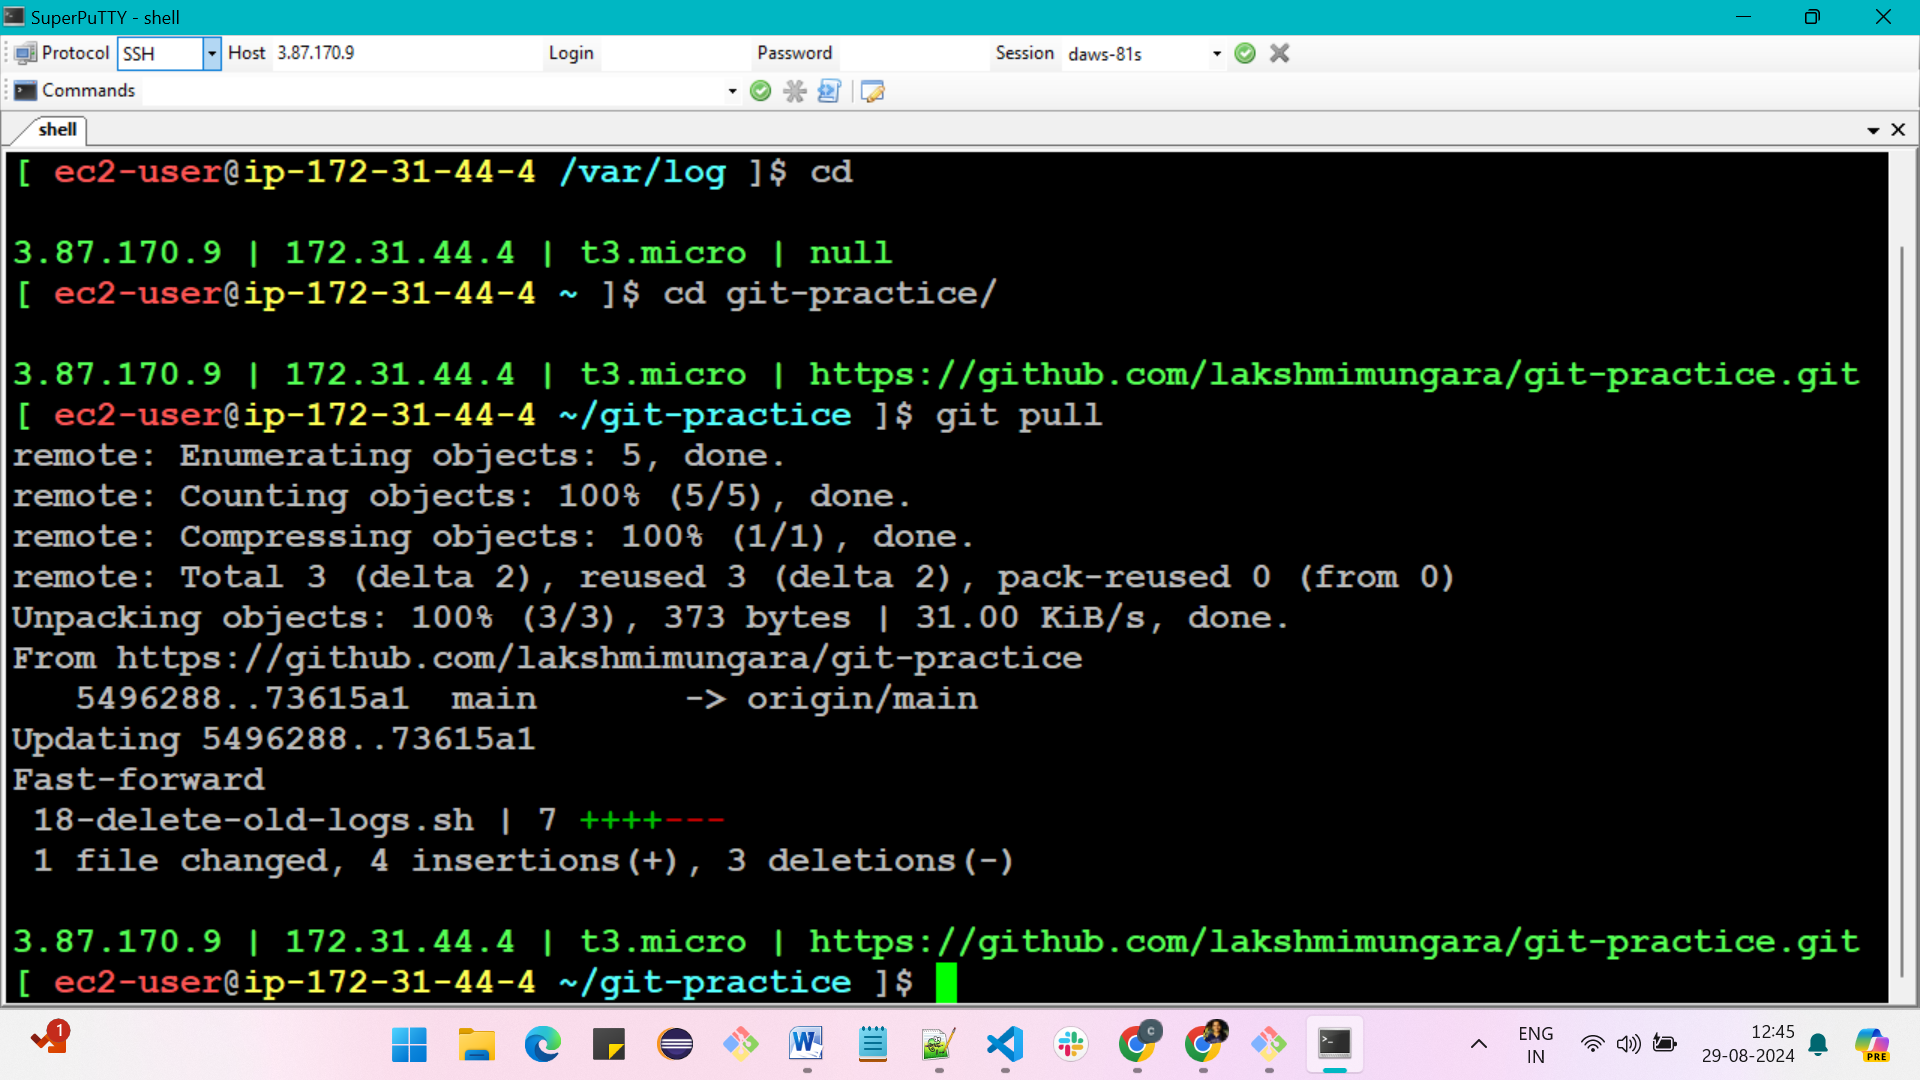 SuperPuTTY - shell
Protocol SSH Host 3.87.170.9 Login Password Session daws-81s
Commands
shell
[ ec2-user@ip-172-31-44-4 /var/log ]$ cd
3.87.170.9 | 172.31.44.4 | t3.micro | null
[ ec2-user@ip-172-31-44-4 ~ ]$ cd git-practice/
3.87.170.9 | 172.31.44.4 | t3.micro | https://github.com/lakshmimungara/git-practice.git
[ ec2-user@ip-172-31-44-4 ~/git-practice ]$ git pull
remote: Enumerating objects: 5, done.
remote: Counting objects: 100% (5/5), done.
remote: Compressing objects: 100% (1/1), done.
remote: Total 3 (delta 2), reused 3 (delta 2), pack-reused 0 (from 0)
Unpacking objects: 100% (3/3), 373 bytes | 31.00 KiB/s, done.
From https://github.com/lakshmimungara/git-practice
   5496288..73615a1  main       -> origin/main
Updating 5496288..73615a1
Fast-forward
 18-delete-old-logs.sh | 7 ++++---
 1 file changed, 4 insertions(+), 3 deletions(-)
3.87.170.9 | 172.31.44.4 | t3.micro | https://github.com/lakshmimungara/git-practice.git
[ ec2-user@ip-172-31-44-4 ~/git-practice ]$
1
W
C
ENG
IN
12:45
29-08-2024
PRE